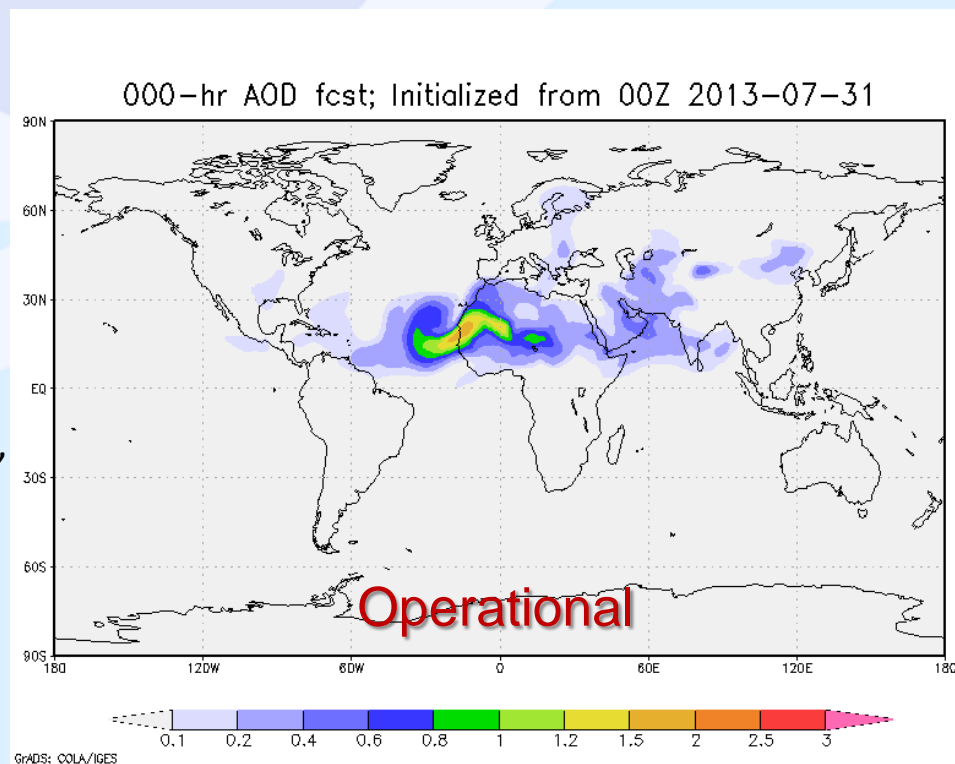 000-hr AOD fcst; Initialized from 00Z 2013-07-31
90N
60N
30N
EQ
30S
60S
90S
Operational
180 120W 60W 0 60E 120E 180
0.1 0.2 0.4 0.6 0.8 1 1.2 1.5 2 2.5 3
GrADS: COLA/IGES